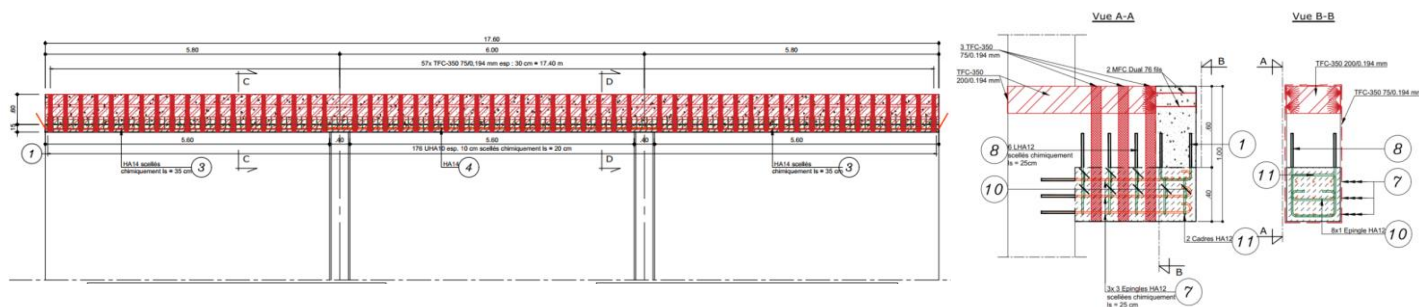 17.60
5.80
6.00
5.80
57x TFC-350 75/0.194 mm esp : 30 cm = 17.40 m
C
D
.60
.15
5.60
.40
5.60
.40
5.60
176 UHA10 esp. 10 cm scellés chimiquement ls = 20 cm
1
HA14 scellés
chimiquement ls = 35 cm
3
C
HA14
4
D
HA14 scellés
chimiquement ls = 35 cm
3
Vue A-A
3 TFC-350
75/0.194 mm
2 MFC Dual 76 fils
TFC-350
200/0.194 mm
B
8
6 LHA12
scellés chimiquement
ls = 25cm
.60
1.00
.40
1
10
2 Cadres HA12
11
B
3x 3 Epingles HA12
scellées chimiquement
ls = 25 cm
7
Vue B-B
A
TFC-350 200/0.194 mm
TFC-350 75/0.194 mm
8
11
7
A
8x1 Epingle HA12
10